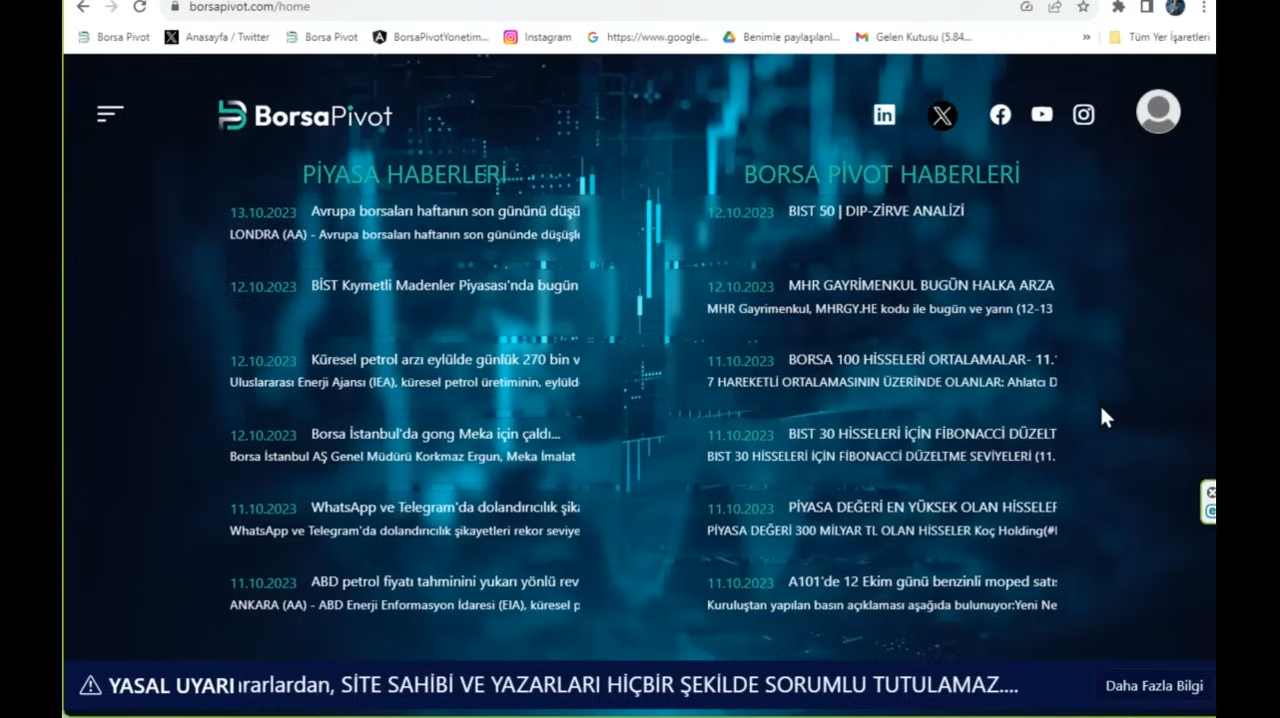 borsapivot.com/home
Borsa Pivot
Anasayfa / Twitter
Borsa Pivot
BorsaPivotYonetim...
Instagram
https://www.google...
Benimle paylaşılanl...
Gelen Kutusu (5.84...
»
Tüm Yer İşaretleri
BorsaPivot
PİYASA HABERLERİ
13.10.2023 Avrupa borsaları haftanın son gününü düşü
LONDRA (AA) - Avrupa borsaları haftanın son gününde düşüşle
12.10.2023 BİST Kıymetli Madenler Piyasası'nda bugün
12.10.2023 Küresel petrol arzı eylülde günlük 270 bin v
Uluslararası Enerji Ajansı (IEA), küresel petrol üretiminin, eylüld
12.10.2023 Borsa İstanbul'da gong Meka için çaldı...
Borsa İstanbul AŞ Genel Müdürü Korkmaz Ergun, Meka İmalat
11.10.2023 WhatsApp ve Telegram'da dolandırıcılık şika
WhatsApp ve Telegram'da dolandırıcılık şikayetleri rekor seviye
11.10.2023 ABD petrol fiyatı tahminini yukarı yönlü rev
ANKARA (AA) - ABD Enerji Enformasyon İdaresi (EIA), küresel p
BORSA PİVOT HABERLERİ
12.10.2023 BIST 50 | DIP-ZİRVE ANALİZİ
12.10.2023 MHR GAYRİMENKUL BUGÜN HALKA ARZA
MHR Gayrimenkul, MHRGY.HE kodu ile bugün ve yarın (12-13
11.10.2023 BORSA 100 HİSSELERİ ORTALAMALAR- 11.
7 HAREKETLİ ORTALAMASININ ÜZERİNDE OLANLAR: Ahlatcı D
11.10.2023 BIST 30 HİSSELERİ İÇİN FİBONACCİ DÜZELT
BIST 30 HİSSELERİ İÇİN FİBONACCİ DÜZELTME SEVİYELERİ (11.
11.10.2023 PİYASA DEĞERİ EN YÜKSEK OLAN HİSSELER
PİYASA DEĞERİ 300 MİLYAR TL OLAN HİSSELER Koç Holding(#
11.10.2023 A101'de 12 Ekim günü benzinli moped satış
Kuruluştan yapılan basın açıklaması aşağıda bulunuyor:Yeni Ne
YASAL UYARI rarlardan, SİTE SAHİBİ VE YAZARLARI HİÇBİR ŞEKİLDE SORUMLU TUTULAMAZ....
Daha Fazla Bilgi